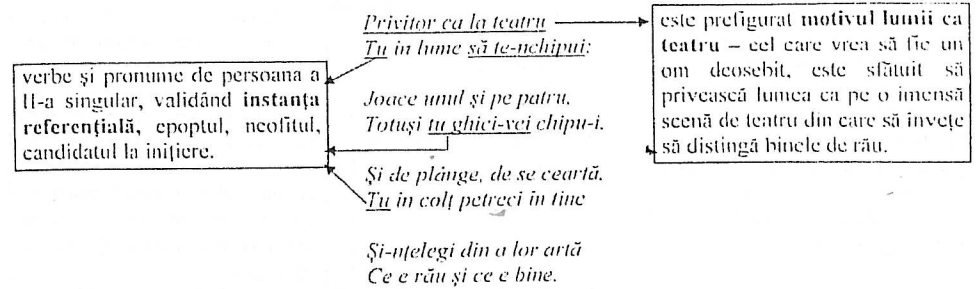 verbe și pronume de persoana a
II-a singular, validând instanța
referențială, epoptul, neofitul,
candidatul la inițiere.
Privitor ca la teatru
Tu în lume să te-nchipui:
Joace unul și pe patru,
Totuși tu ghici-vei chipu-i.
Și de plânge, de se ceartă,
Tu în colț petreci în tine
Și-nțelegi din a lor artă
Ce e rău și ce e bine.
este prefigurat motivul lumii ca
teatru – cel care vrea să fie un
om deosebit, este sfătuit să
privească lumea ca pe o imensă
scenă de teatru din care să învețe
să distingă binele de rău.